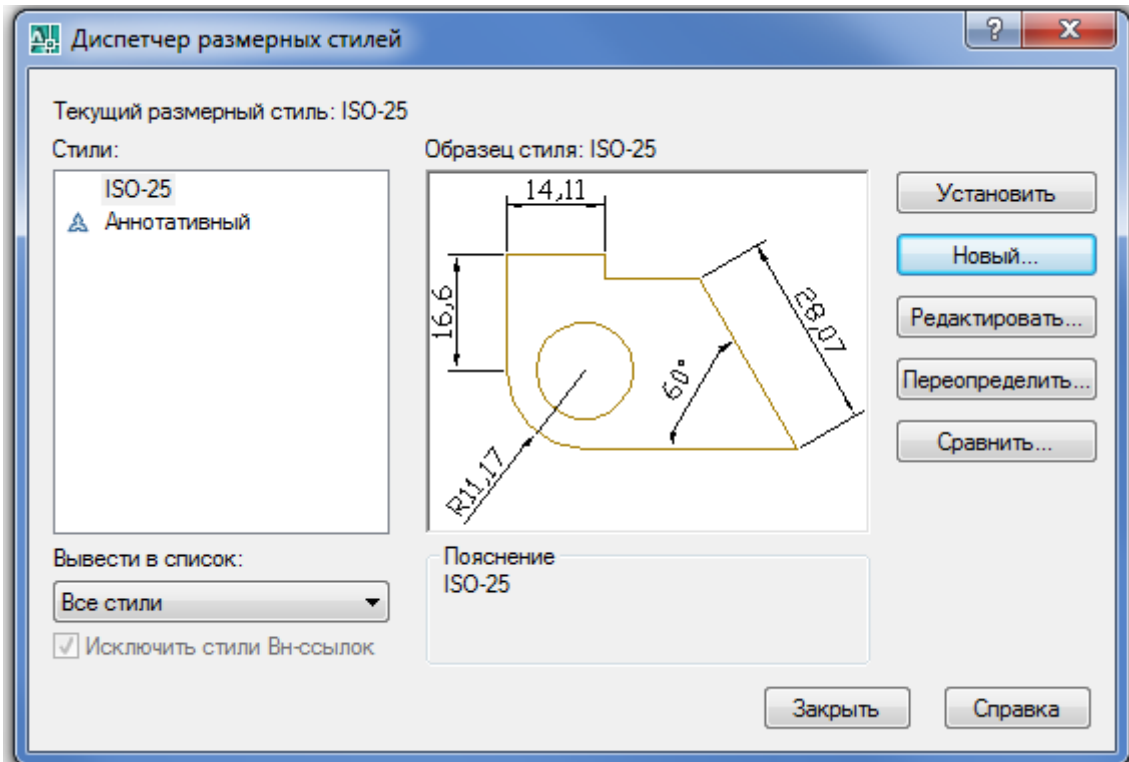 Диспетчер размерных стилей
Текущий размерный стиль: ISO-25
Стили:
ISO-25
Аннотативный
Образец стиля: ISO-25
14,11
16,6
28,07
60°
R11,17
Установить
Новый...
Редактировать...
Переопределить...
Сравнить...
Вывести в список:
Все стили
Исключить стили Вн-ссылок
Пояснение
ISO-25
Закрыть
Справка